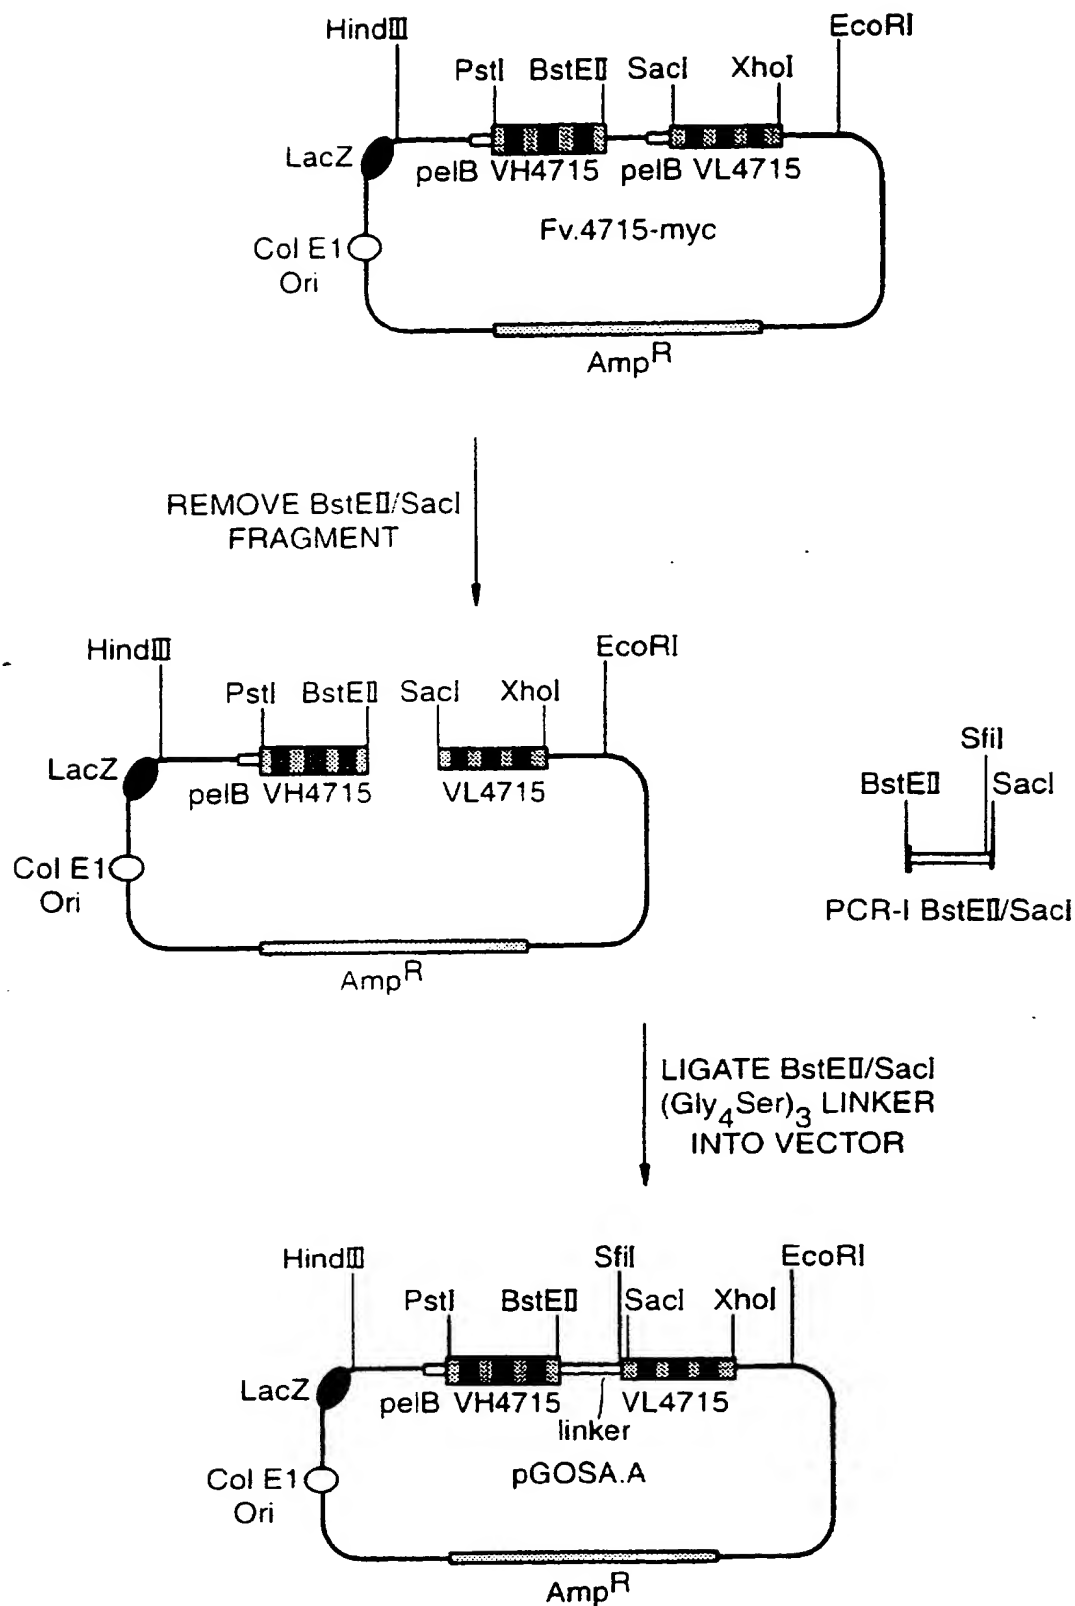 HindIII
EcoRI
PstI BstEII SacI XhoI
LacZ
pelB VH4715 pelB VL4715
Fv.4715-myc
Col E1
Ori
Amp^R
REMOVE BstEII/SacI
FRAGMENT
HindIII
EcoRI
PstI BstEII SacI XhoI
LacZ
pelB VH4715 VL4715
Col E1
Ori
Amp^R
SfiI
BstEII SacI
PCR-I BstEII/SacI
LIGATE BstEII/SacI
(Gly4Ser)3 LINKER
INTO VECTOR
HindIII SfiI EcoRI
PstI BstEII SacI XhoI
LacZ
pelB VH4715 VL4715
linker
pGOSA.A
Col E1
Ori
Amp^R